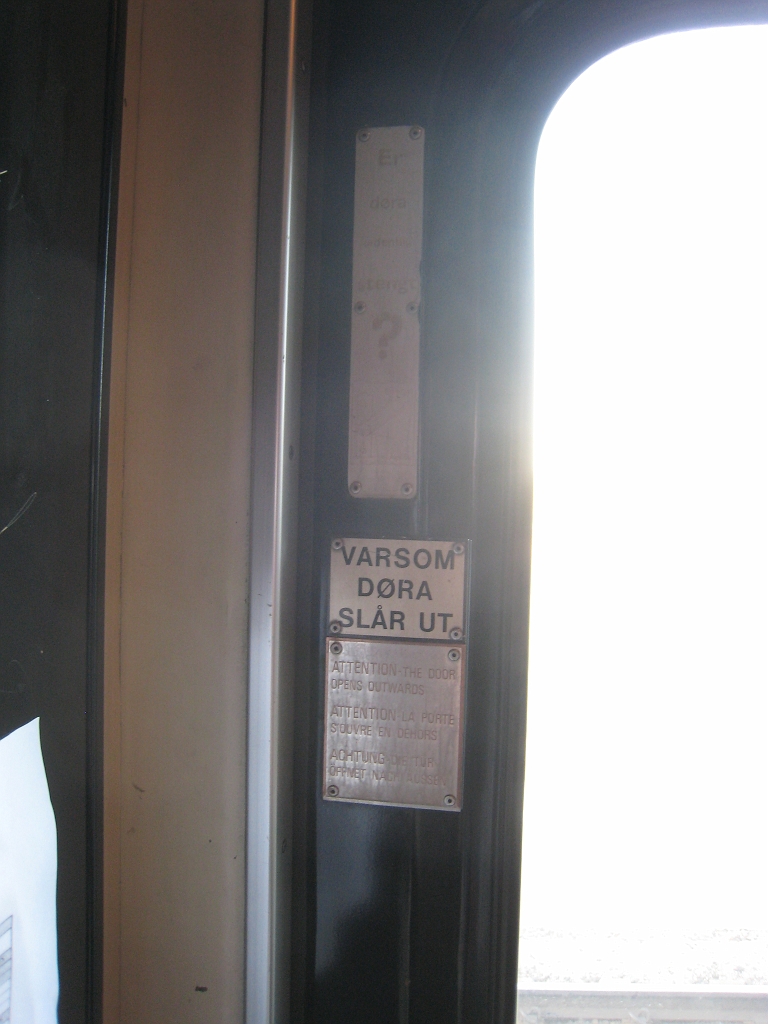 Er
døra
stengt
?
VARSOM
DØRA
SLÅR UT
ATTENTION-THE DOOR
OPENS OUTWARDS
ATTENTION-LA PORTE
S'OUVRE EN DEHORS
ACHTUNG-DIE TÜR
ÖFFNET NACH AUSSEN